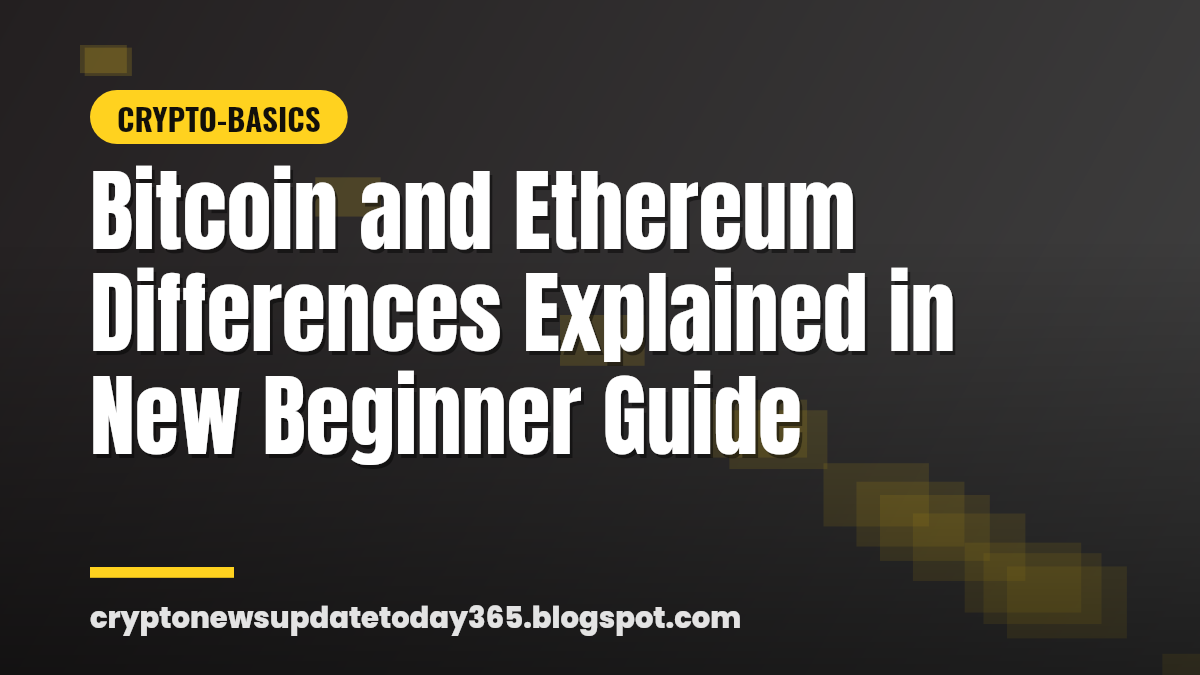 CRYPTO-BASICS
Bitcoin and Ethereum
Differences Explained in
New Beginner Guide
cryptonewsupdatetoday365.blogspot.com